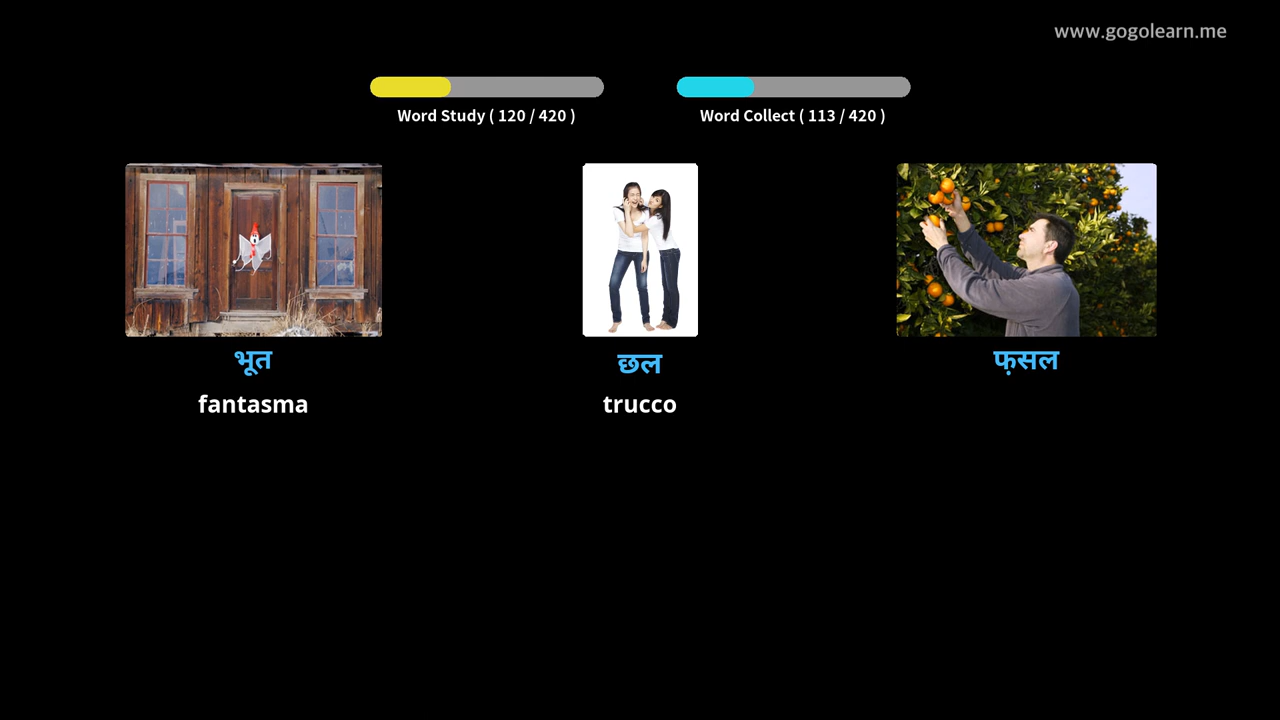 www.gogolearn.me
Word Study ( 120 / 420 )
Word Collect ( 113 / 420 )
भूत
छल
फ़सल
fantasma
trucco